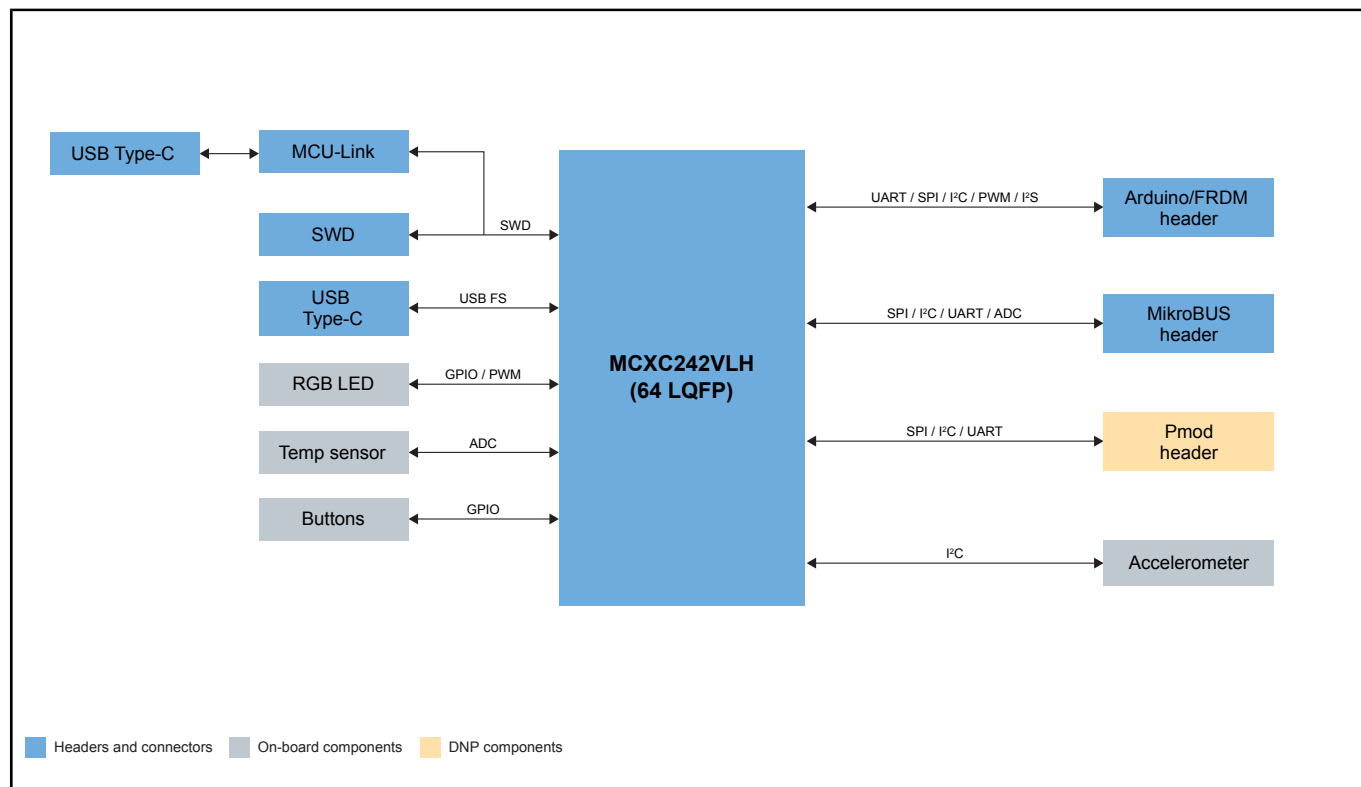 USB Type-C
MCU-Link
SWD
SWD
USB
Type-C
USB FS
RGB LED
GPIO / PWM
Temp sensor
ADC
Buttons
GPIO
MCXC242VLH
(64 LQFP)
UART / SPI / I²C / PWM / I²S
Arduino/FRDM
header
SPI / I²C / UART / ADC
MikroBUS
header
SPI / I²C / UART
Pmod
header
I²C
Accelerometer
Headers and connectors
On-board components
DNP components